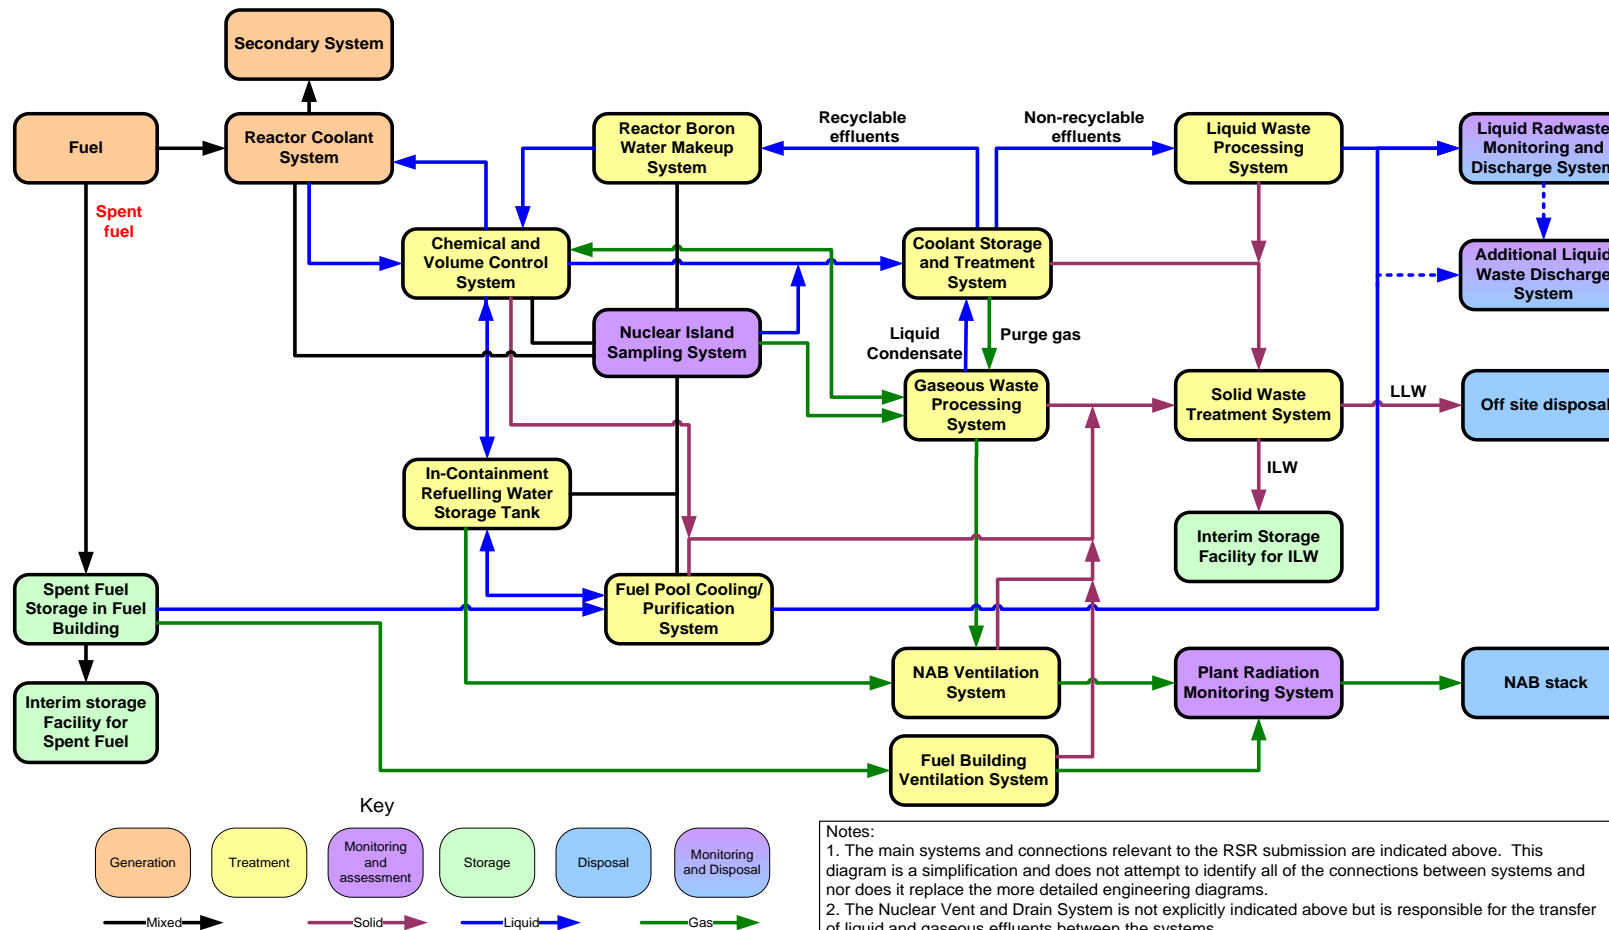 Secondary System
Fuel
Reactor Coolant
System
Reactor Boron
Water Makeup
System
Recyclable
effluents
Non-recyclable
effluents
Liquid Waste
Processing
System
Liquid Radwaste
Monitoring and
Discharge System
Spent
fuel
Chemical and
Volume Control
System
Coolant Storage
and Treatment
System
Additional Liquid
Waste Discharge
System
Nuclear Island
Sampling System
Liquid
Condensate
Purge gas
Gaseous Waste
Processing
System
Solid Waste
Treatment System
LLW
Off site disposal
ILW
In-Containment
Refuelling Water
Storage Tank
Interim Storage
Facility for ILW
Spent Fuel
Storage in Fuel
Building
Fuel Pool Cooling/
Purification
System
NAB Ventilation
System
Plant Radiation
Monitoring System
NAB stack
Interim storage
Facility for
Spent Fuel
Fuel Building
Ventilation System
Key
Generation
Treatment
Monitoring
and
assessment
Storage
Disposal
Monitoring
and Disposal
Mixed
Solid
Liquid
Gas
Notes:
1. The main systems and connections relevant to the RSR submission are indicated above. This
diagram is a simplification and does not attempt to identify all of the connections between systems and
nor does it replace the more detailed engineering diagrams.
2. The Nuclear Vent and Drain System is not explicitly indicated above but is responsible for the transfer
of liquid and gaseous effluents between the systems